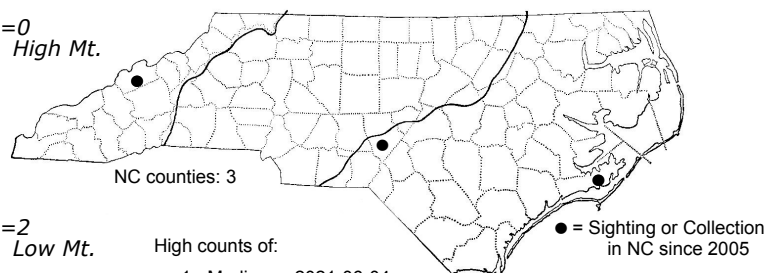 =0
High Mt.
NC counties: 3
=2
Low Mt.
High counts of:
● = Sighting or Collection
in NC since 2005